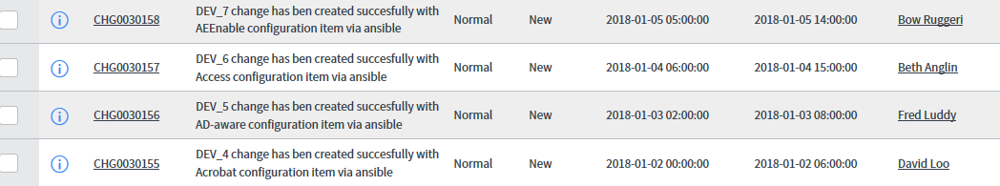 CHG0030158 DEV_7 change has ben created succesfully with AEEnable configuration item via ansible Normal New 2018-01-05 05:00:00 2018-01-05 14:00:00 Bow Ruggeri
CHG0030157 DEV_6 change has ben created succesfully with Access configuration item via ansible Normal New 2018-01-04 06:00:00 2018-01-04 15:00:00 Beth Anglin
CHG0030156 DEV_5 change has ben created succesfully with AD-aware configuration item via ansible Normal New 2018-01-03 02:00:00 2018-01-03 08:00:00 Fred Luddy
CHG0030155 DEV_4 change has ben created succesfully with Acrobat configuration item via ansible Normal New 2018-01-02 00:00:00 2018-01-02 06:00:00 David Loo